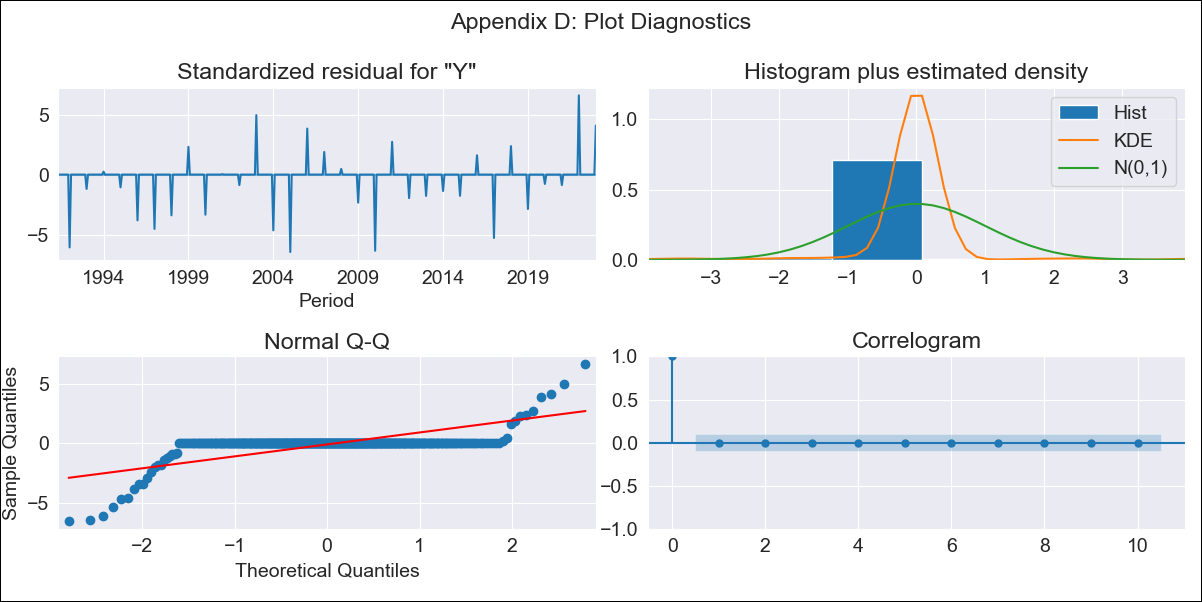 Appendix D: Plot Diagnostics
Standardized residual for "Y"
5
0
−5
1994 1999 2004 2009 2014 2019
Period
Histogram plus estimated density
1.0
0.5
0.0
Hist
KDE
N(0,1)
−3 −2 −1 0 1 2 3
Normal Q-Q
Sample Quantiles
5
0
−5
−2 −1 0 1 2
Theoretical Quantiles
Correlogram
1.0
0.5
0.0
−0.5
−1.0
0 2 4 6 8 10